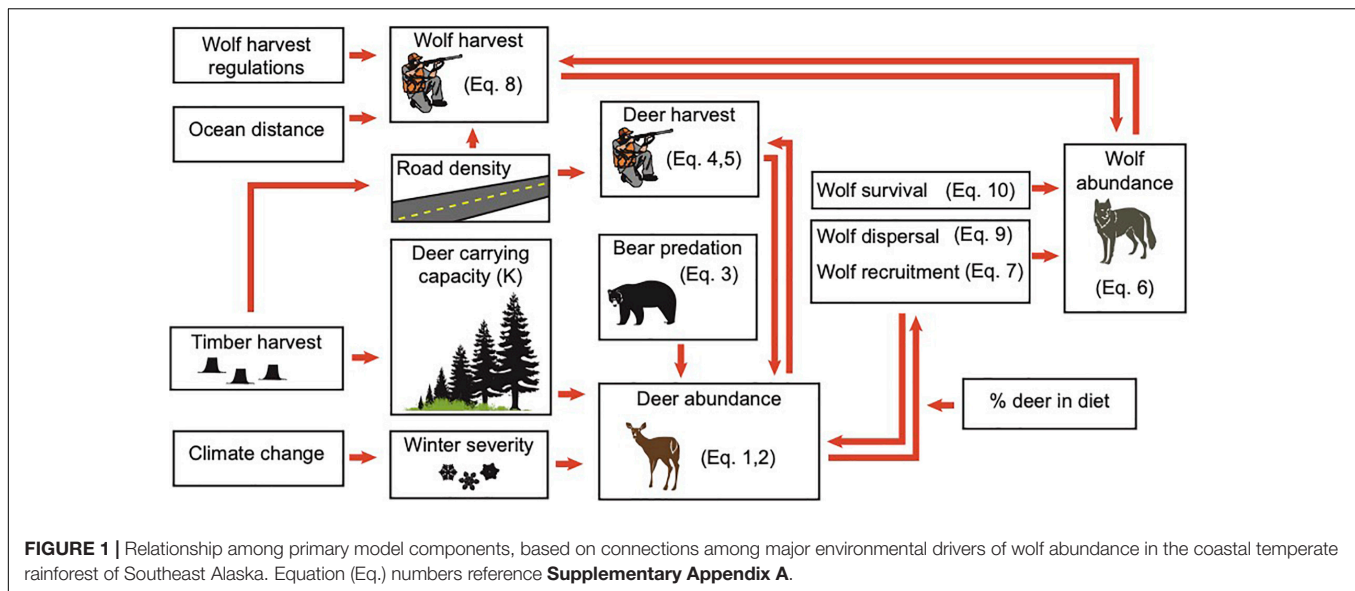 Wolf harvest
regulations
Wolf harvest
(Eq. 8)
Ocean distance
Deer harvest
(Eq. 4,5)
Road density
Wolf
abundance
(Eq. 6)
Wolf survival (Eq. 10)
Wolf dispersal (Eq. 9)
Wolf recruitment (Eq. 7)
Deer carrying
capacity (K)
Bear predation
(Eq. 3)
Timber harvest
Deer abundance
(Eq. 1,2)
% deer in diet
Climate change
Winter severity
FIGURE 1 | Relationship among primary model components, based on connections among major environmental drivers of wolf abundance in the coastal temperate
rainforest of Southeast Alaska. Equation (Eq.) numbers reference Supplementary Appendix A.